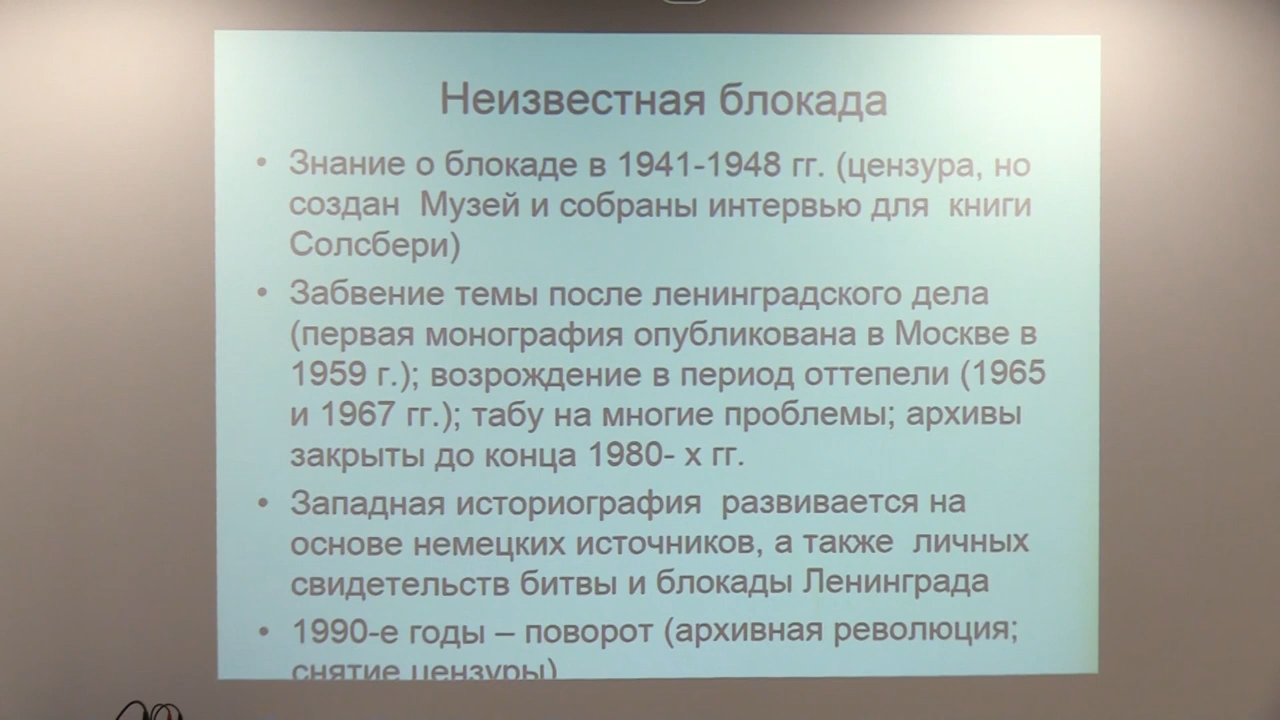 Неизвестная блокада
• Знание о блокаде в 1941-1948 гг. (цензура, но
создан Музей и собраны интервью для книги
Солсбери)
• Забвение темы после ленинградского дела
(первая монография опубликована в Москве в
1959 г.); возрождение в период оттепели (1965
и 1967 гг.); табу на многие проблемы; архивы
закрыты до конца 1980- х гг.
• Западная историография развивается на
основе немецких источников, а также личных
свидетельств битвы и блокады Ленинграда
• 1990-е годы – поворот (архивная революция;
снятие цензуры)